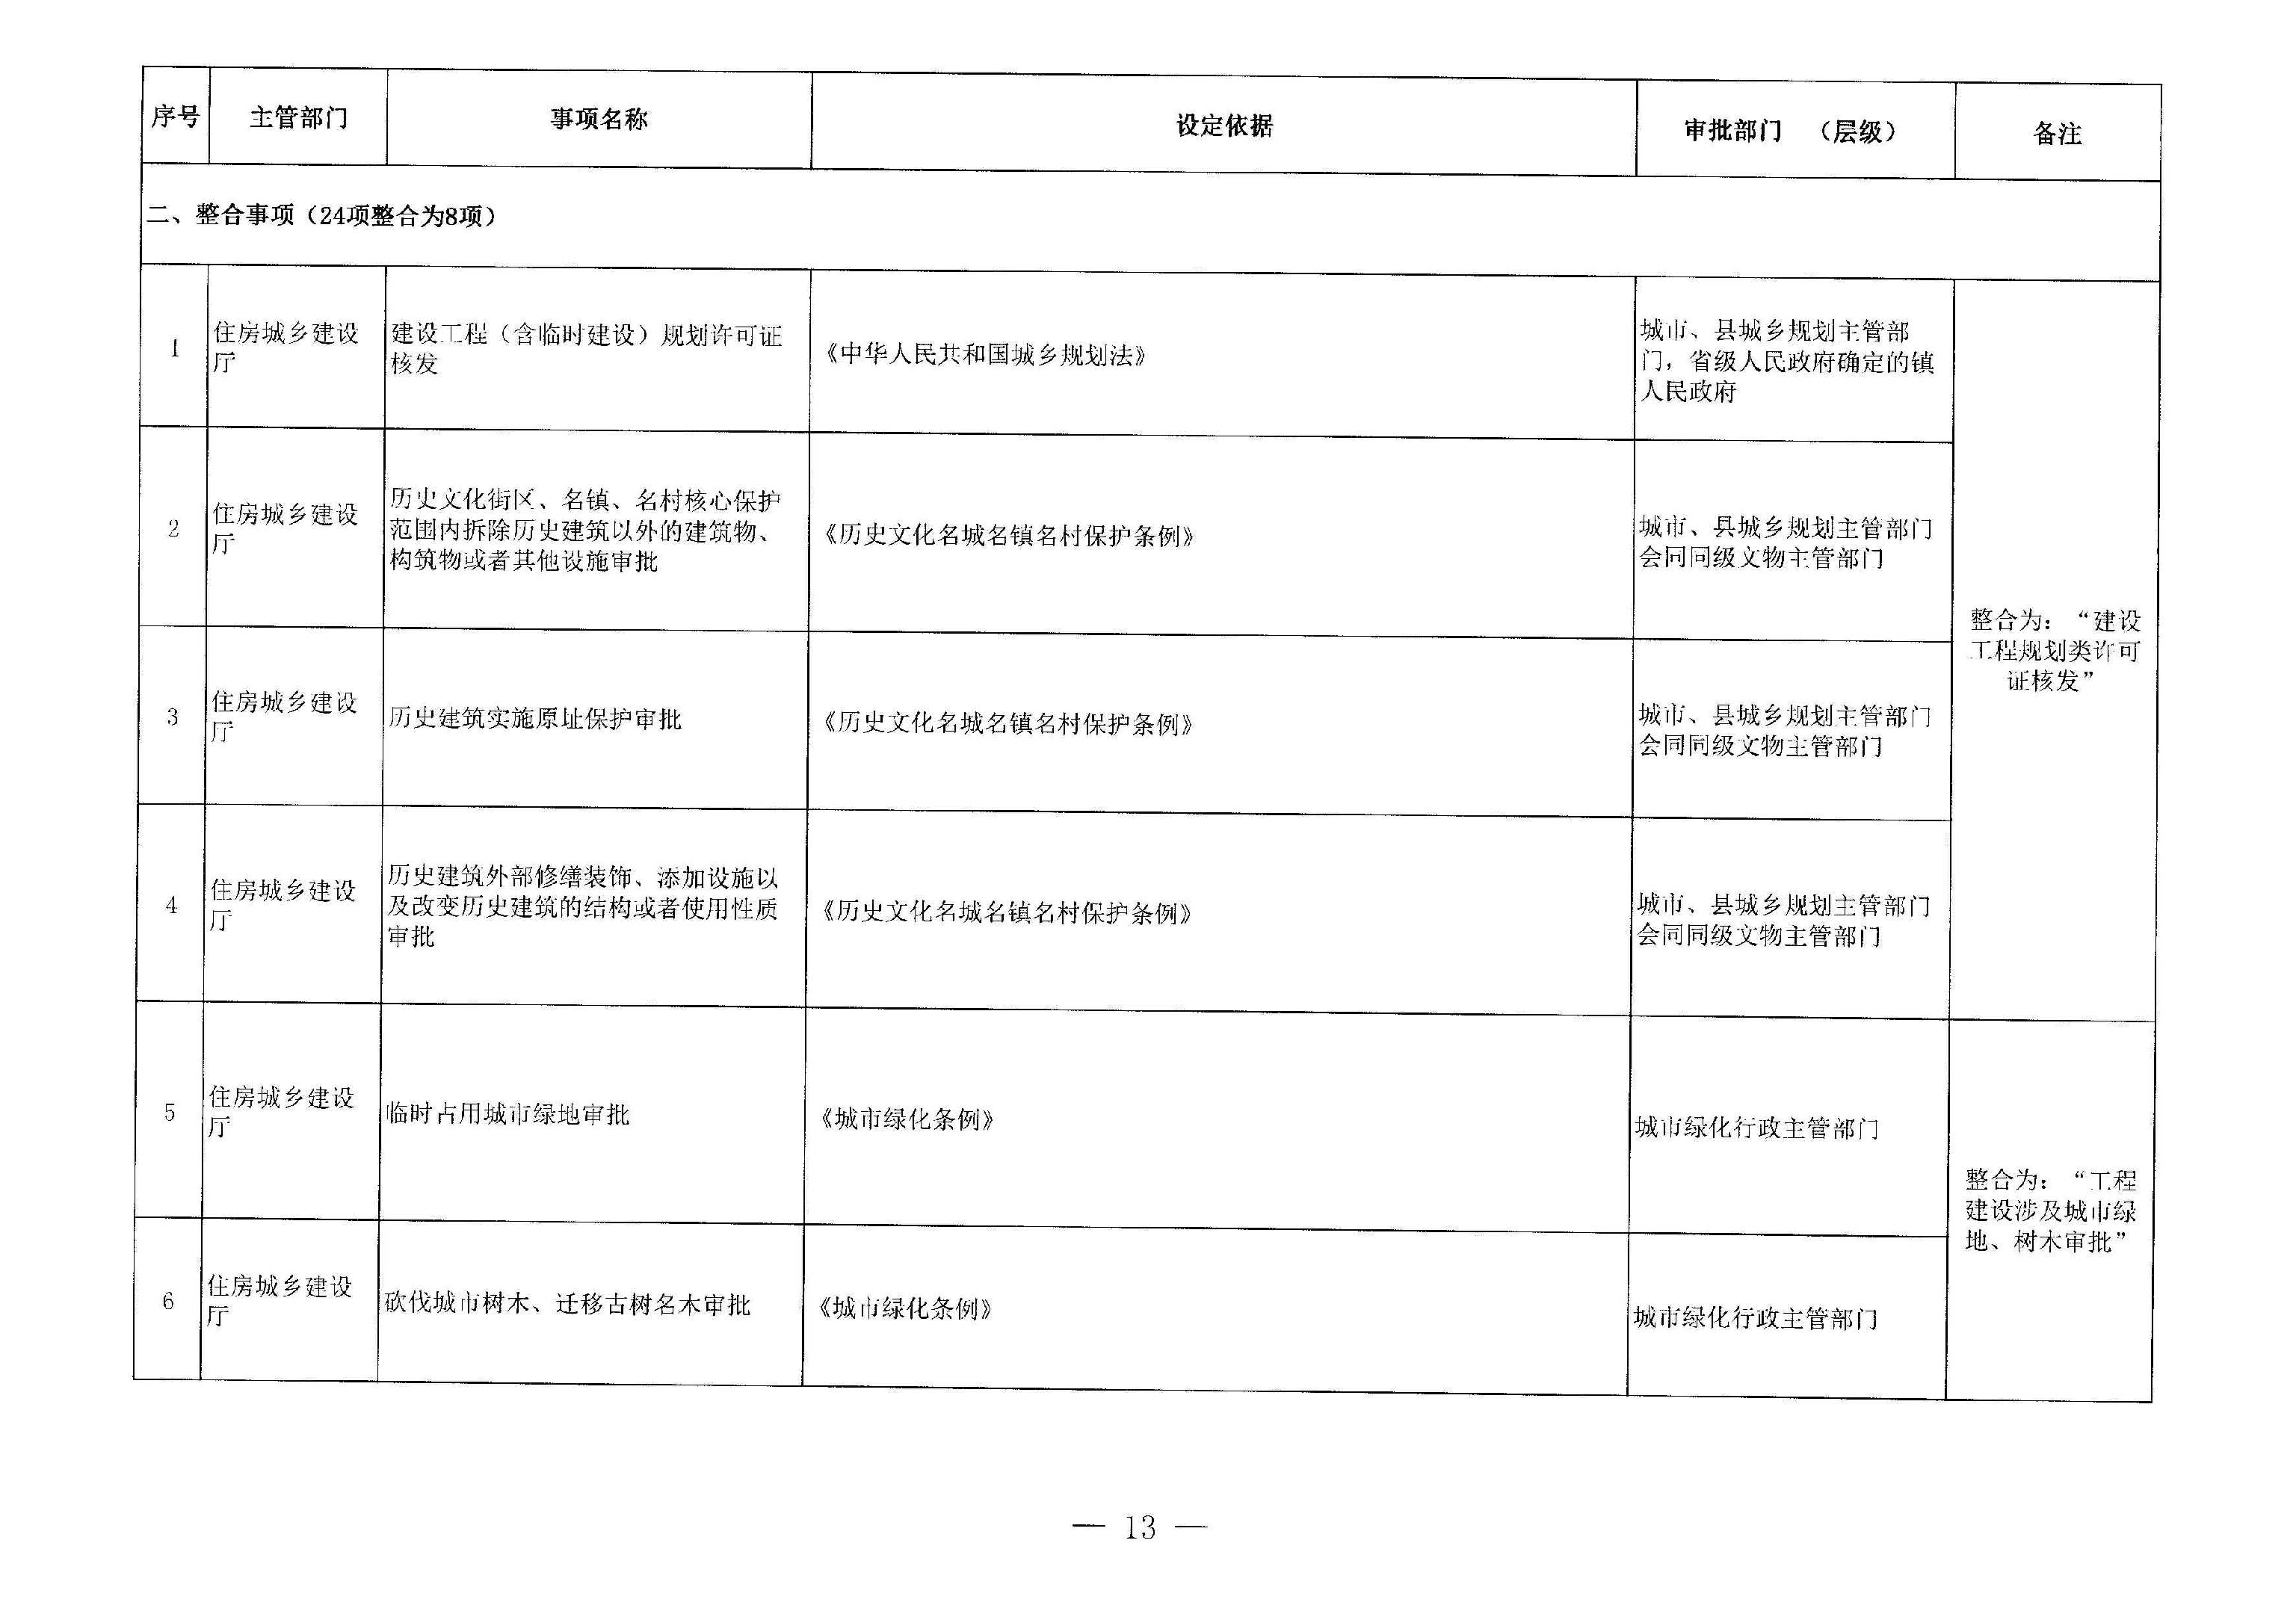 序号 主管部门 事项名称 设定依据 审批部门 （层级） 备注
二、整合事项（24项整合为8项）
1
住房城乡建设
厅
建设工程（含临时建设）规划许可证
核发
《中华人民共和国城乡规划法》
城市、县城乡规划主管部
门，省级人民政府确定的镇
人民政府
2
住房城乡建设
厅
历史文化街区、名镇、名村核心保护
范围内拆除历史建筑以外的建筑物、
构筑物或者其他设施审批
《历史文化名城名镇名村保护条例》
城市、县城乡规划主管部门
会同同级文物主管部门
3
住房城乡建设
厅
历史建筑实施原址保护审批
《历史文化名城名镇名村保护条例》
城市、县城乡规划主管部门
会同同级文物主管部门
4
住房城乡建设
厅
历史建筑外部修缮装饰、添加设施以
及改变历史建筑的结构或者使用性质
审批
《历史文化名城名镇名村保护条例》
城市、县城乡规划主管部门
会同同级文物主管部门
整合为：“建设
工程规划类许可
证核发”
5
住房城乡建设
厅
临时占用城市绿地审批
《城市绿化条例》
城市绿化行政主管部门
6
住房城乡建设
厅
砍伐城市树木、迁移古树名木审批
《城市绿化条例》
城市绿化行政主管部门
整合为：“工程
建设涉及城市绿
地、树木审批”
— 13 —